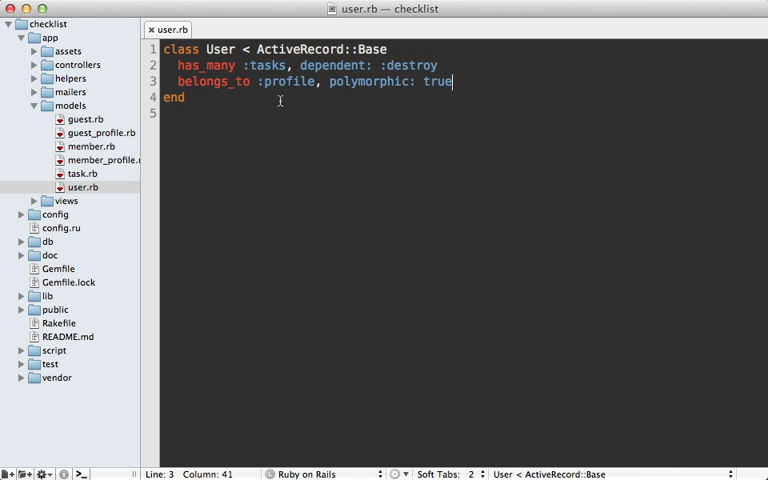 user.rb — checklist
checklist
app
assets
controllers
helpers
mailers
models
guest.rb
guest_profile.rb
member.rb
member_profile.r
task.rb
user.rb
views
config
config.ru
db
doc
Gemfile
Gemfile.lock
lib
public
Rakefile
README.md
script
test
vendor
user.rb
1 class User < ActiveRecord::Base
2 has_many :tasks, dependent: :destroy
3 belongs_to :profile, polymorphic: true
4 end
5
Line: 3 Column: 41 Ruby on Rails Soft Tabs: 2 User < ActiveRecord::Base